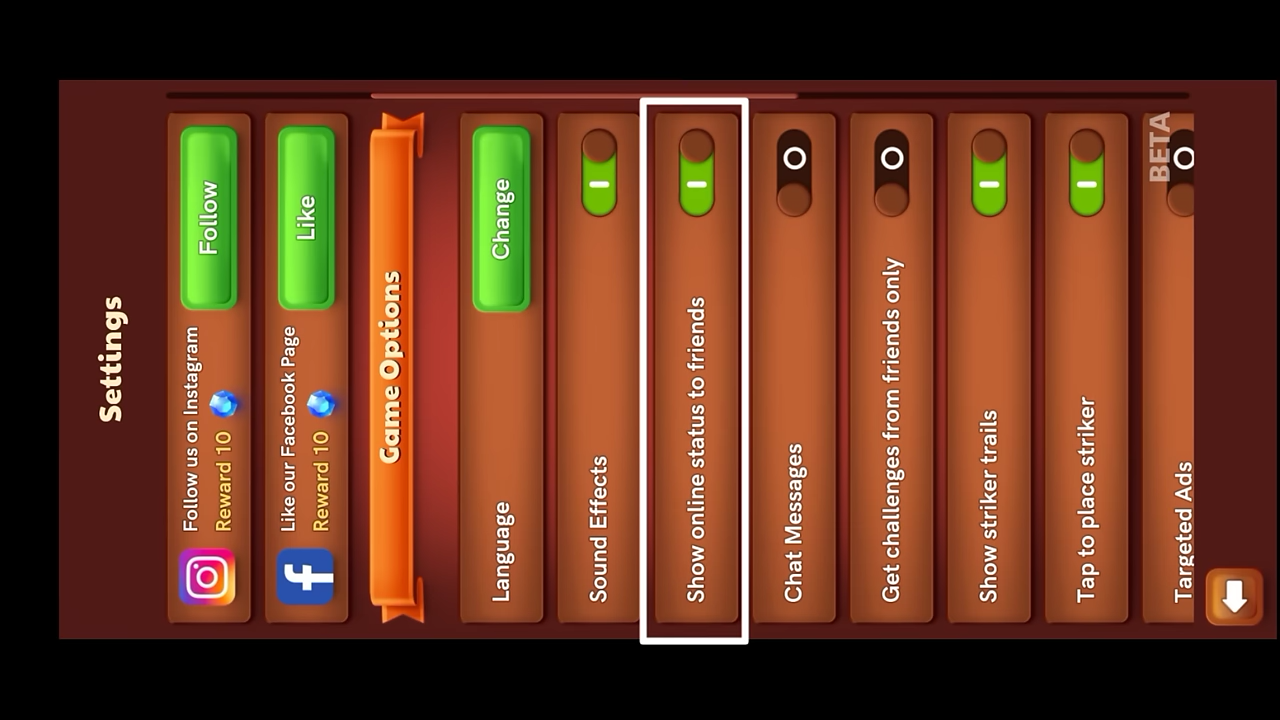 Settings
Follow us on Instagram
Reward 10
Follow
Like our Facebook Page
Reward 10
Like
Game Options
Language
Change
Sound Effects
Show online status to friends
Chat Messages
Get challenges from friends only
Show striker trails
Tap to place striker
BETA
Targeted Ads